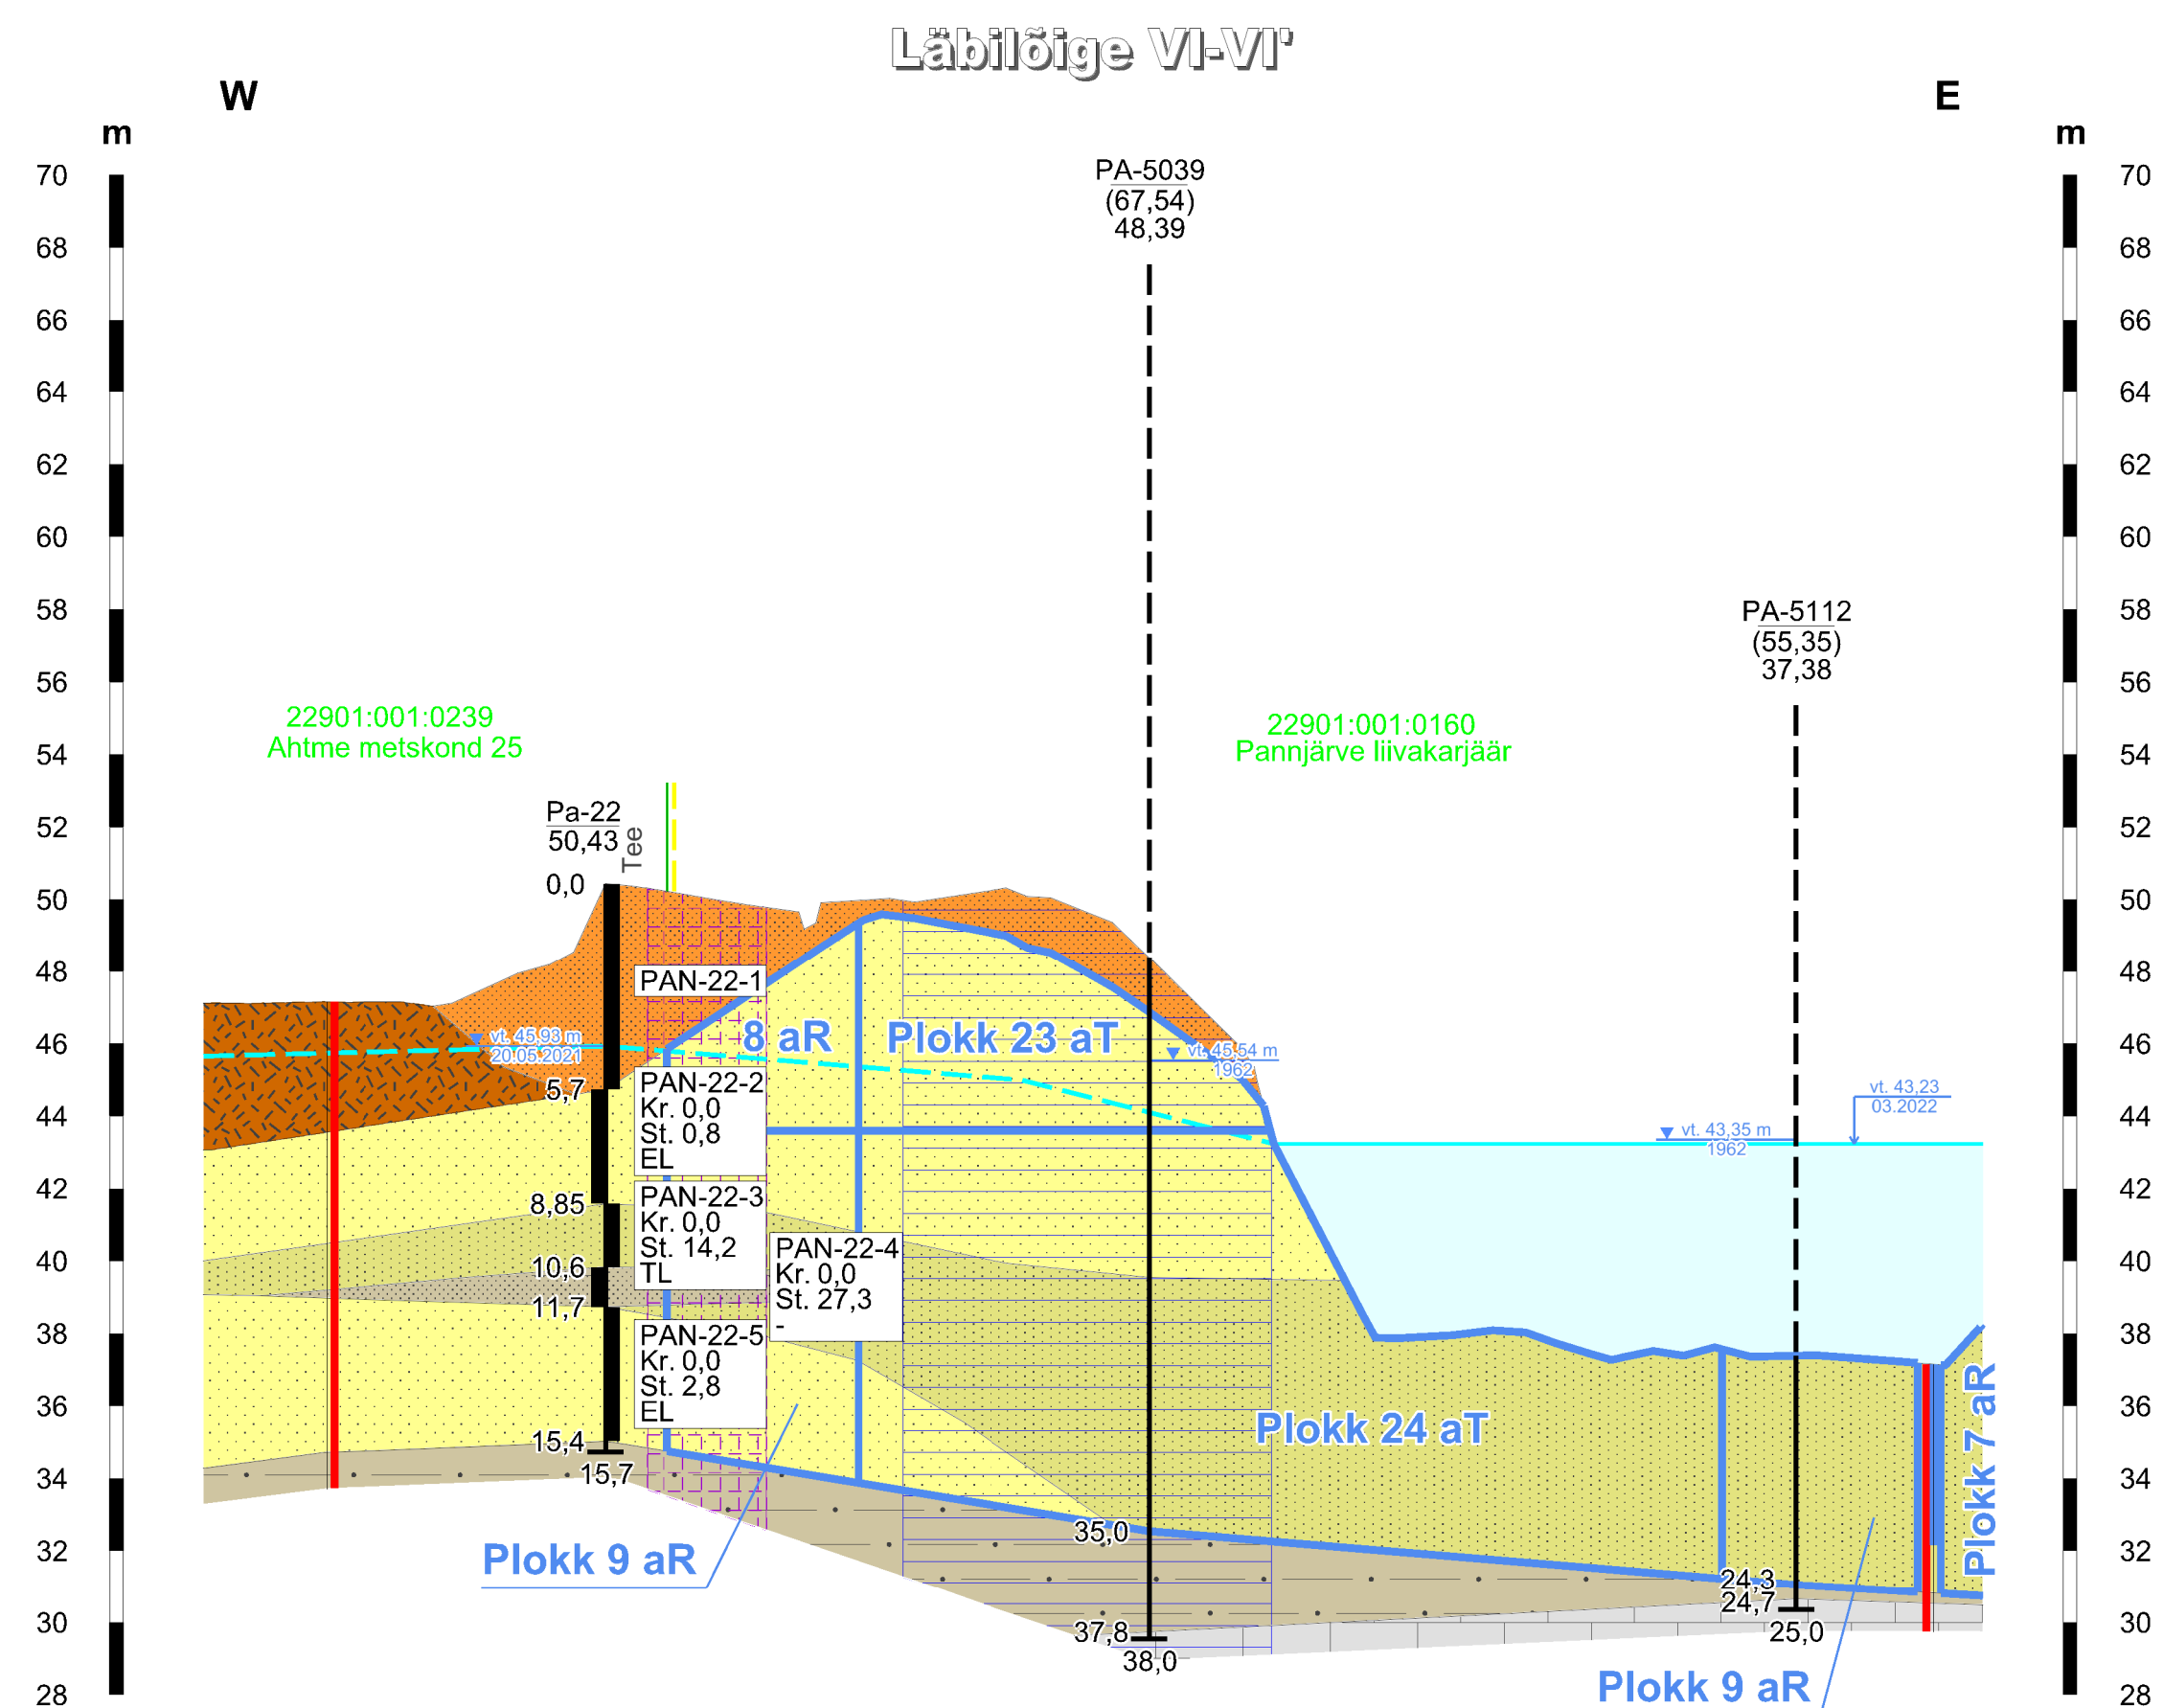 Läbilõige VI-VI'
W
E
m
m
70
68
66
64
62
60
58
56
54
52
50
48
46
44
42
40
38
36
34
32
30
28
70
68
66
64
62
60
58
56
54
52
50
48
46
44
42
40
38
36
34
32
30
28
PA-5039
(67,54)
48,39
PA-5112
(55,35)
37,38
22901:001:0239
Ahtme metskond 25
22901:001:0160
Pannjärve liivakarjäär
Pa-22
50,43
Tee
0,0
5,7
8,85
10,6
11,7
15,4
15,7
vt. 45,93 m
20.05.2021
PAN-22-1
8 aR
Plokk 23 aT
vt. 45,54 m
1962
vt. 43,23
03.2022
vt. 43,35 m
1962
PAN-22-2
Kr. 0,0
St. 0,8
EL
PAN-22-3
Kr. 0,0
St. 14,2
TL
PAN-22-4
Kr. 0,0
St. 27,3
-
PAN-22-5
Kr. 0,0
St. 2,8
EL
Plokk 24 aT
Plokk 7 aR
Plokk 9 aR
35,0
37,8
38,0
24,3
24,7
25,0
Plokk 9 aR